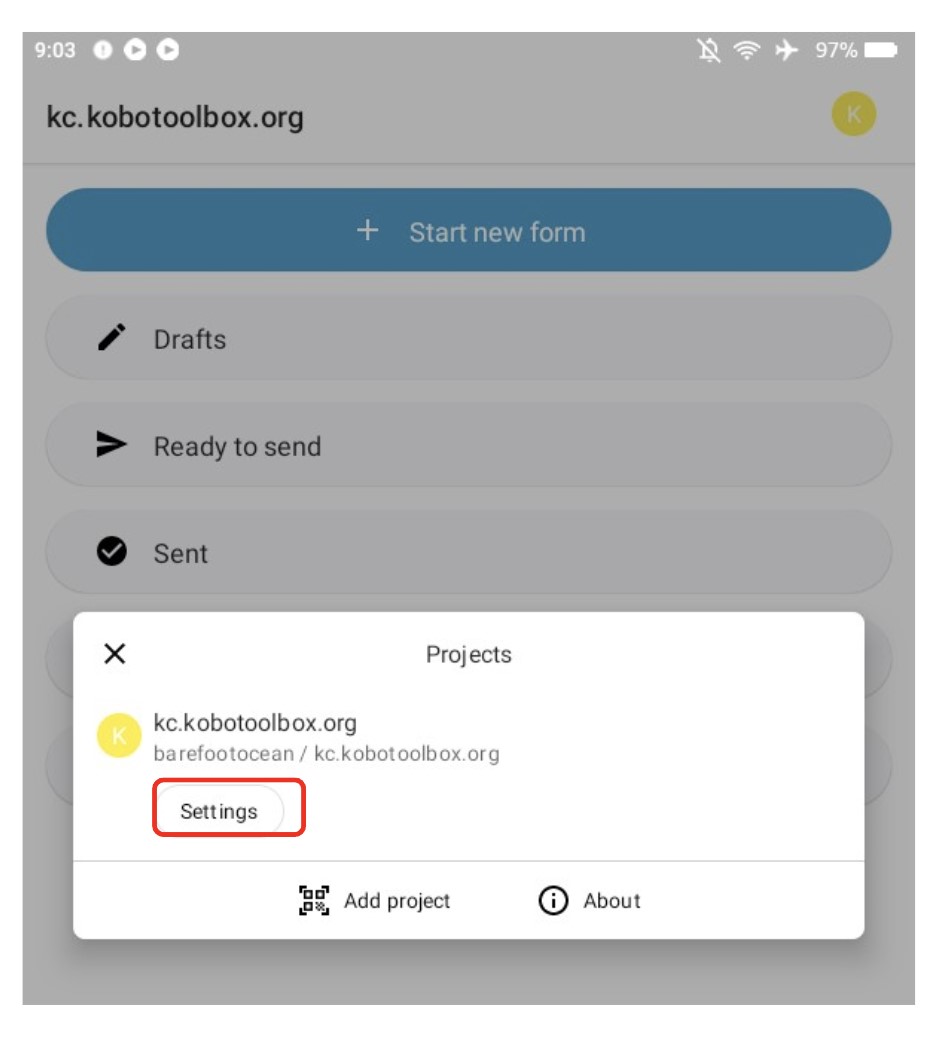 9:03 97%
kc.kobotoolbox.org K
+ Start new form
Drafts
Ready to send
Sent
Projects
K kc.kobotoolbox.org
barefootocean / kc.kobotoolbox.org
Settings
Add project About